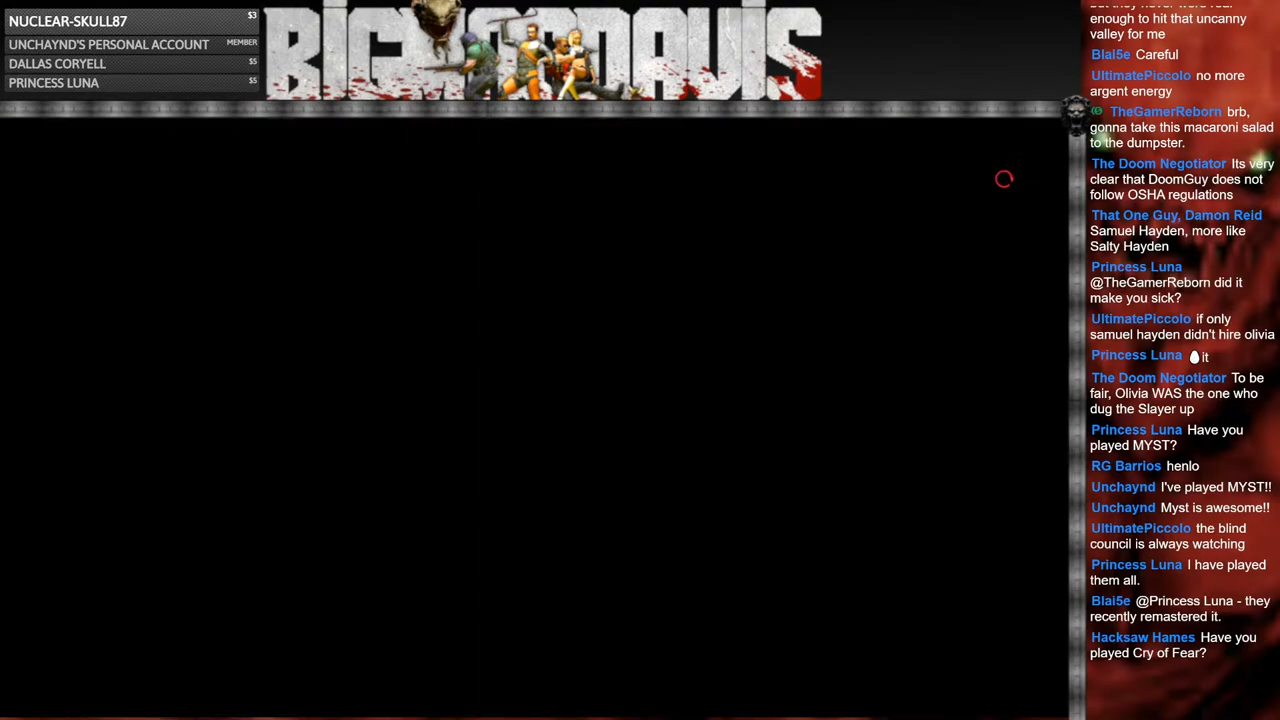 NUCLEAR-SKULL87 $3
UNCHAYND'S PERSONAL ACCOUNT MEMBER
DALLAS CORYELL $5
PRINCESS LUNA $5
enough to hit that uncanny
valley for me
Blai5e Careful
UltimatePiccolo no more
argent energy
TheGamerReborn brb,
gonna take this macaroni salad
to the dumpster.
The Doom Negotiator Its very
clear that DoomGuy does not
follow OSHA regulations
That One Guy, Damon Reid
Samuel Hayden, more like
Salty Hayden
Princess Luna
@TheGamerReborn did it
make you sick?
UltimatePiccolo if only
samuel hayden didn't hire olivia
Princess Luna it
The Doom Negotiator To be
fair, Olivia WAS the one who
dug the Slayer up
Princess Luna Have you
played MYST?
RG Barrios henlo
Unchaynd I've played MYST!!
Unchaynd Myst is awesome!!
UltimatePiccolo the blind
council is always watching
Princess Luna I have played
them all.
Blai5e @Princess Luna - they
recently remastered it.
Hacksaw Hames Have you
played Cry of Fear?